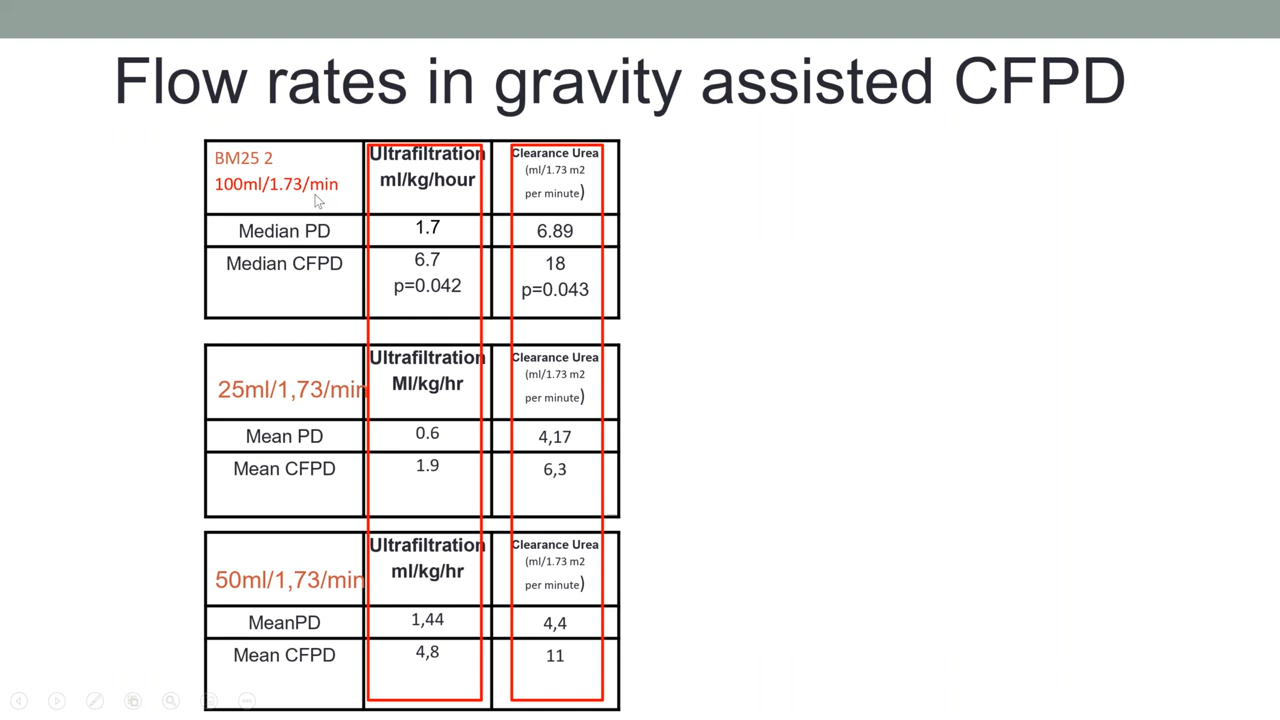 Flow rates in gravity assisted CFPD
BM25 2
100ml/1.73/min
Ultrafiltration
ml/kg/hour
Clearance Urea
(ml/1.73 m2
per minute)
Median PD
1.7
6.89
Median CFPD
6.7
p=0.042
18
p=0.043
25ml/1,73/min
Ultrafiltration
Ml/kg/hr
Clearance Urea
(ml/1.73 m2
per minute)
Mean PD
0.6
4,17
Mean CFPD
1.9
6,3
50ml/1,73/min
Ultrafiltration
ml/kg/hr
Clearance Urea
(ml/1.73 m2
per minute)
MeanPD
1,44
4,4
Mean CFPD
4,8
11